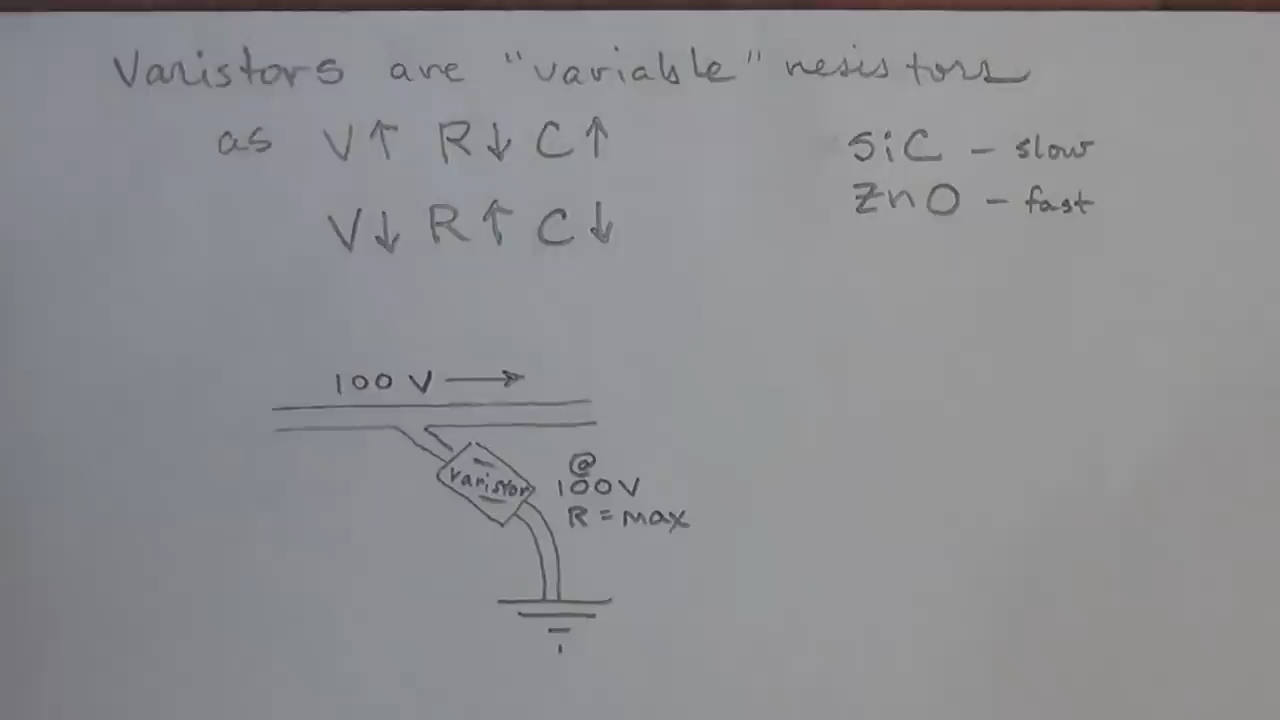 Varistors are "variable" resistors
as V↑ R↓ C↑
V↓ R↑ C↓
SiC - slow
ZnO - fast
100 V →
varistor
@
100V
R = max